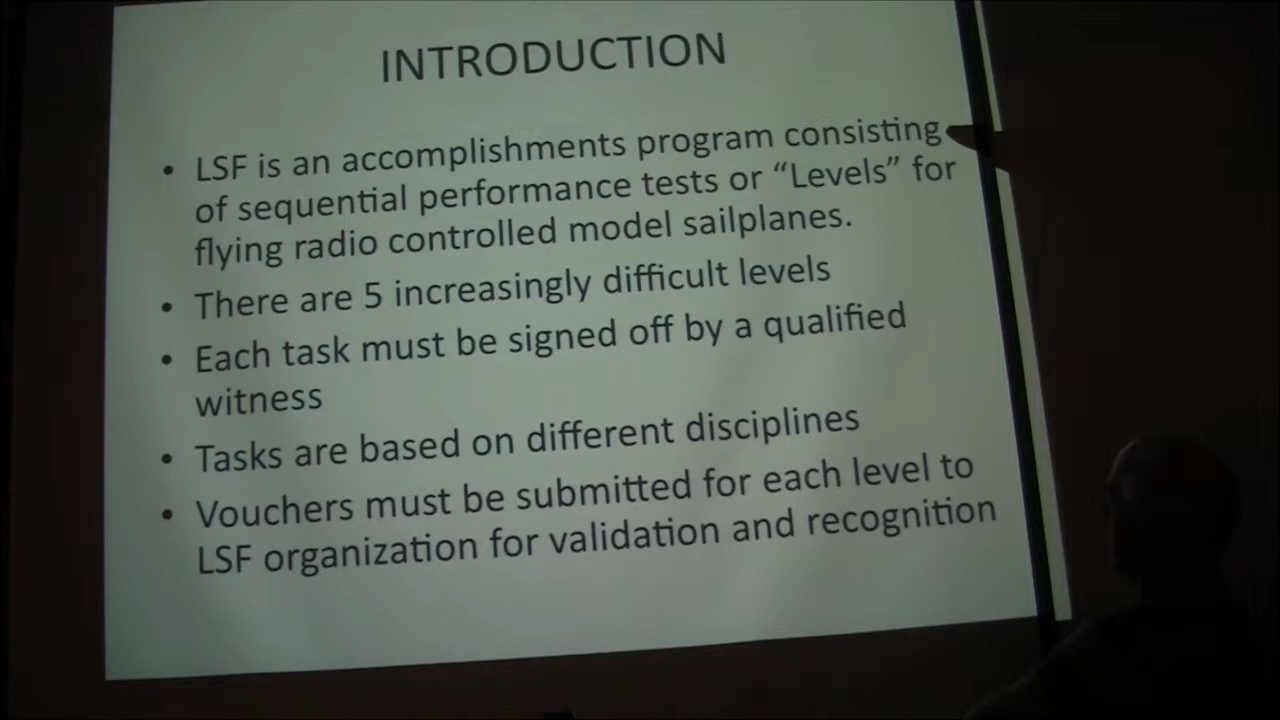 INTRODUCTION
• LSF is an accomplishments program consisting
of sequential performance tests or “Levels” for
flying radio controlled model sailplanes.
• There are 5 increasingly difficult levels
• Each task must be signed off by a qualified
witness
• Tasks are based on different disciplines
• Vouchers must be submitted for each level to
LSF organization for validation and recognition